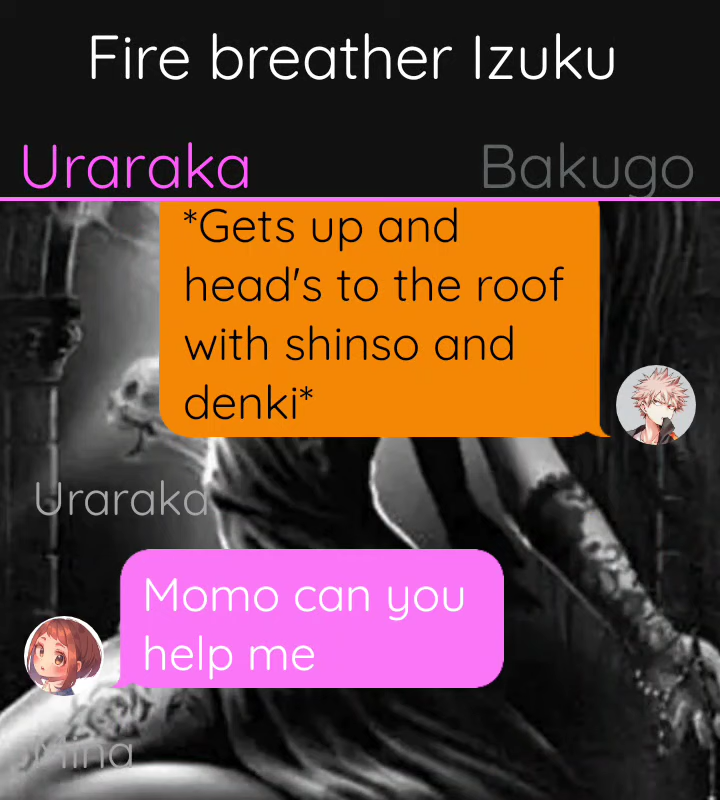 Fire breather Izuku
Uraraka Bakugo
*Gets up and
head's to the roof
with shinso and
denki*
Uraraka
Momo can you
help me
Mina